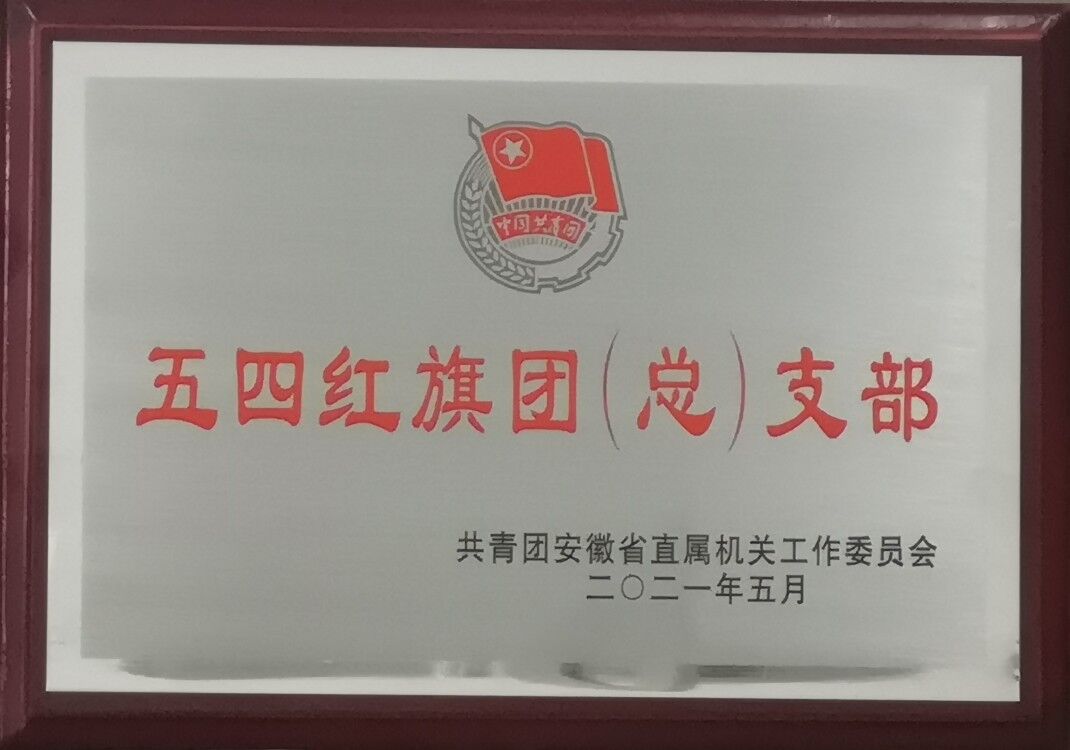 中国共青团
五四红旗团(总)支部
共青团安徽省直属机关工作委员会
二〇二一年五月